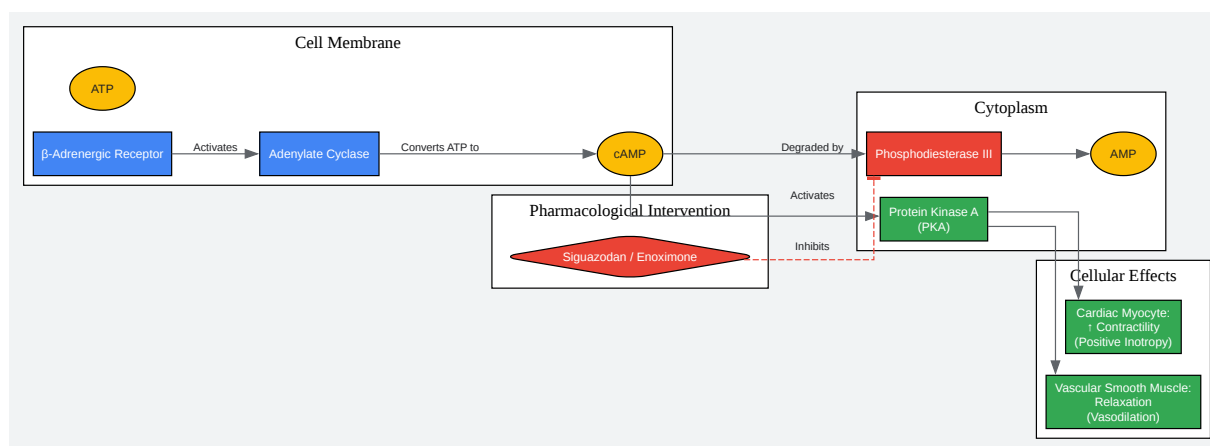 Cell Membrane
ATP
β-Adrenergic Receptor
Activates
Adenylate Cyclase
Converts ATP to
cAMP
Degraded by
Cytoplasm
Phosphodiesterase III
AMP
Activates
Protein Kinase A
(PKA)
Pharmacological Intervention
Siguazodan / Enoximone
Inhibits
Cellular Effects
Cardiac Myocyte:
↑ Contractility
(Positive Inotropy)
Vascular Smooth Muscle:
Relaxation
(Vasodilation)